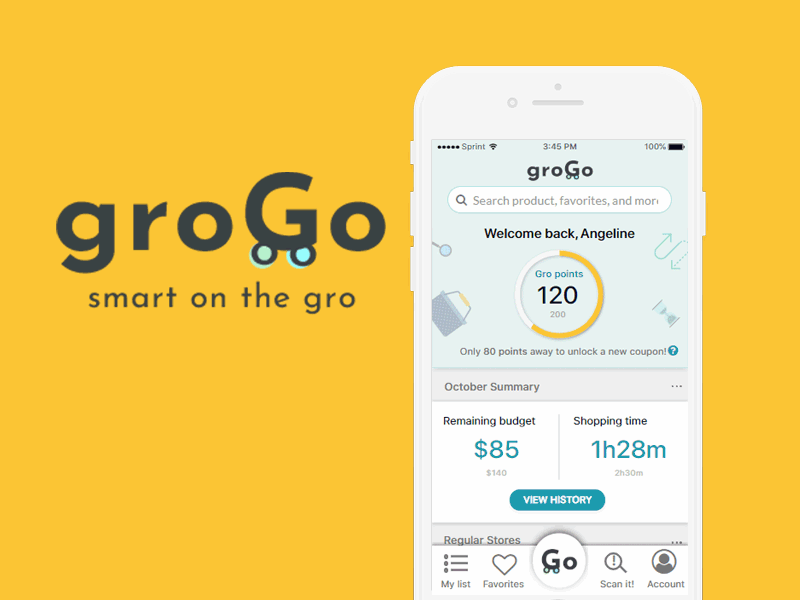 groGo
smart on the gro
Sprint 3:45 PM 100%
groGo
Search product, favorites, and more
Welcome back, Angeline
Gro points
120
200
Only 80 points away to unlock a new coupon!?
October Summary ...
Remaining budget Shopping time
$85 1h28m
$140 2h30m
VIEW HISTORY
Regular Stores ...
Go
My list Favorites Scan it! Account